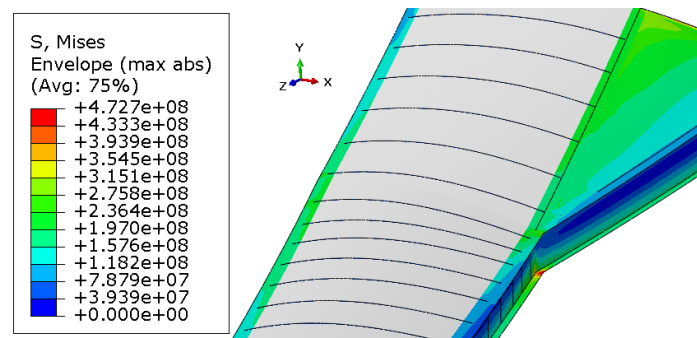 S, Mises
Envelope (max abs)
(Avg: 75%)
+4.727e+08
+4.333e+08
+3.939e+08
+3.545e+08
+3.151e+08
+2.758e+08
+2.364e+08
+1.970e+08
+1.576e+08
+1.182e+08
+7.879e+07
+3.939e+07
+0.000e+00
Y
Z
X